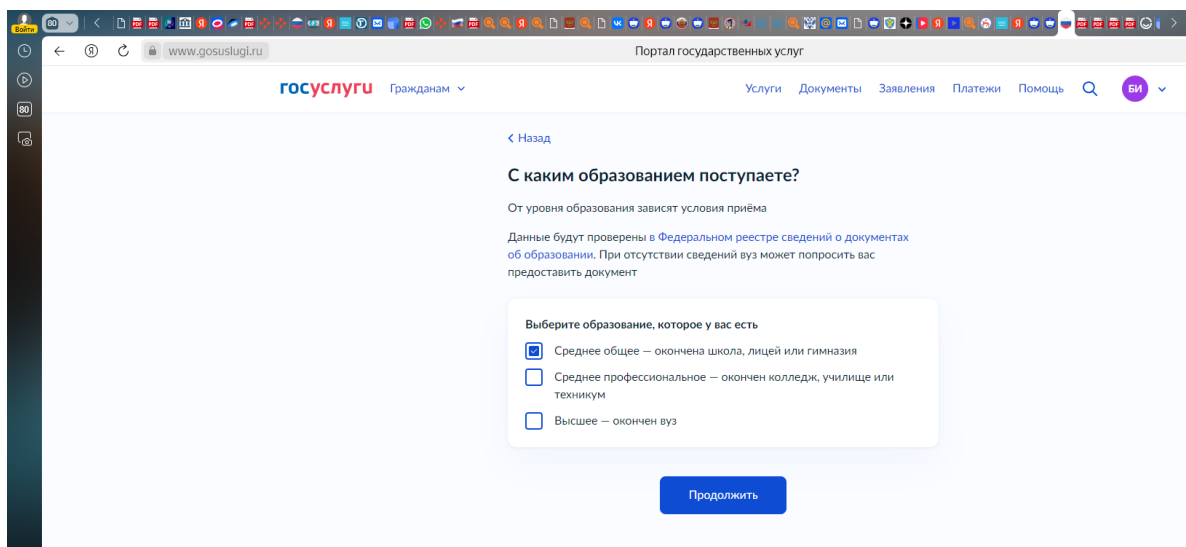 Войти
80
www.gosuslugi.ru
Портал государственных услуг
80
госуслуги
Гражданам
Услуги
Документы
Заявления
Платежи
Помощь
БИ
Назад
С каким образованием поступаете?
От уровня образования зависят условия приёма
Данные будут проверены в Федеральном реестре сведений о документах
об образовании. При отсутствии сведений вуз может попросить вас
предоставить документ
Выберите образование, которое у вас есть
Среднее общее — окончена школа, лицей или гимназия
Среднее профессиональное — окончен колледж, училище или
техникум
Высшее — окончен вуз
Продолжить